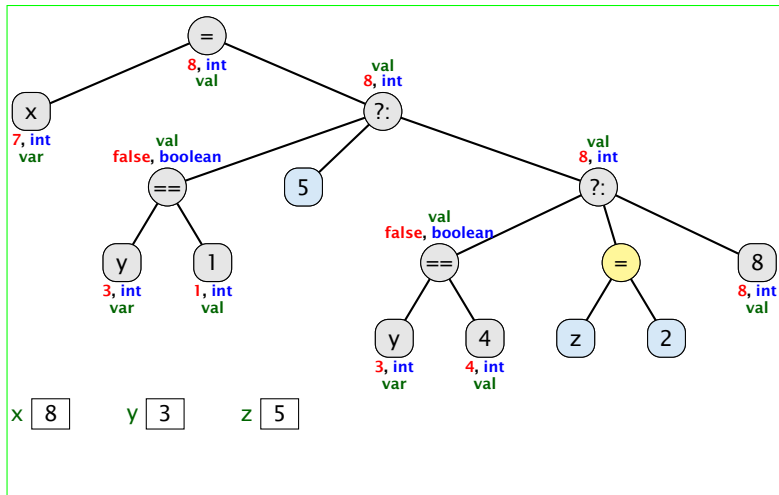 =
8, int
val
val
8, int
?:
x
7, int
var
val
false, boolean
==
5
val
8, int
?:
y
3, int
var
1
1, int
val
val
false, boolean
==
=
8
8, int
val
y
3, int
var
4
4, int
val
z
2
x 8 y 3 z 5